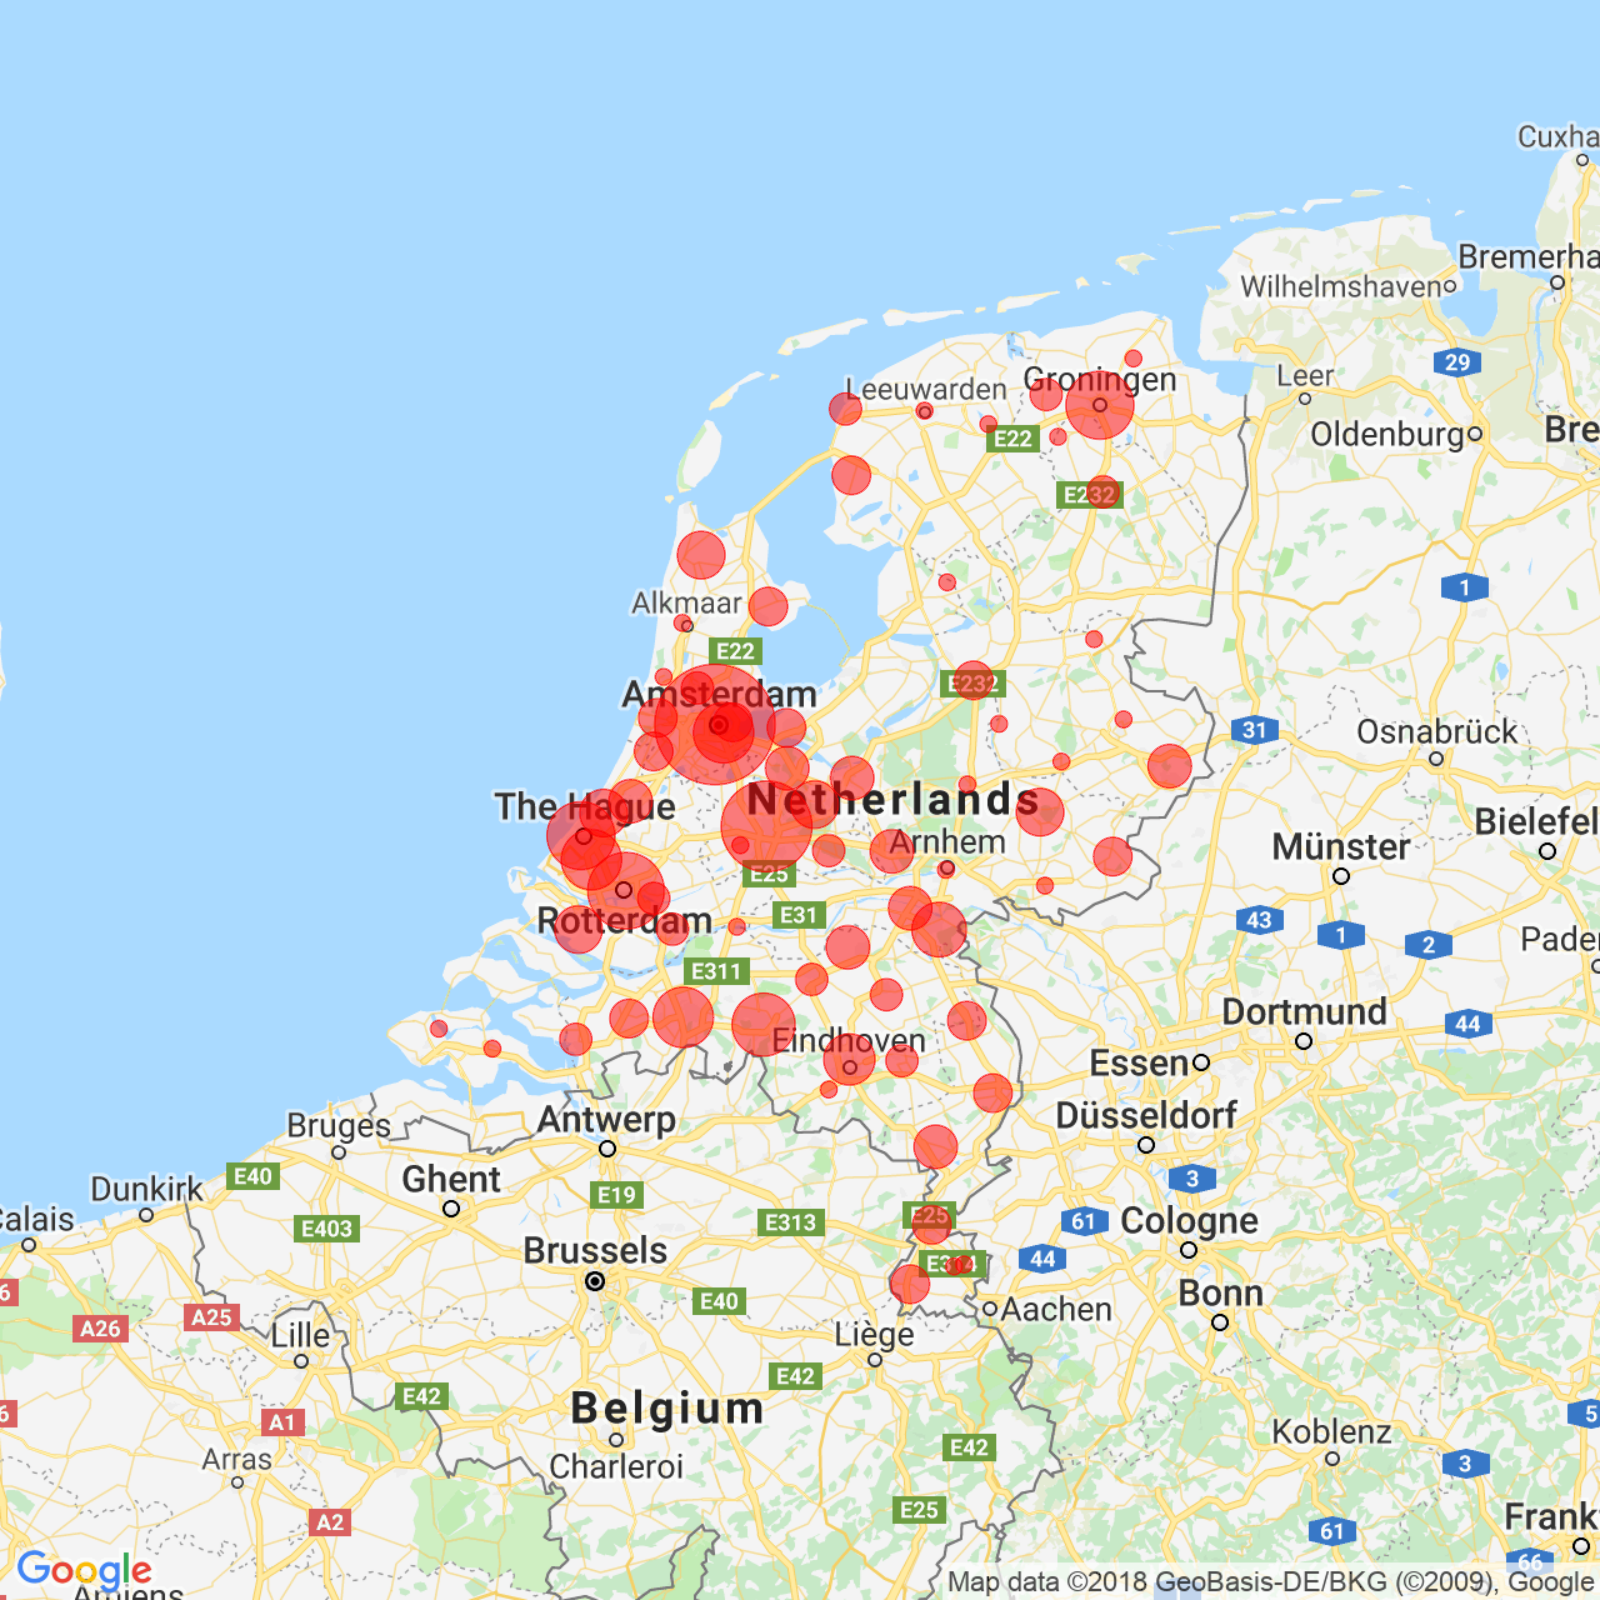 Cuxha
Bremerha
Wilhelmshaven
29
Leer
Leeuwarden
Groningen
Oldenburg
Bre
E22
E232
1
Alkmaar
E22
Amsterdam
E232
31
Osnabrück
The Hague
Netherlands
Bielefel
Arnhem
Münster
E25
E31
Rotterdam
43
1
2
Pader
E311
Dortmund
44
Eindhoven
Essen
Düsseldorf
Antwerp
Bruges
E40
Ghent
3
Dunkirk
E19
Calais
E403
E313
E25
61
Cologne
Brussels
44
6
E40
Bonn
A25
A26
Aachen
Lille
Liège
E42
E42
Belgium
6
A1
5
Koblenz
E42
Arras
Charleroi
3
E25
Frank
A2
61
66
Google
Amiens
Map data ©2018 GeoBasis-DE/BKG (©2009), Google